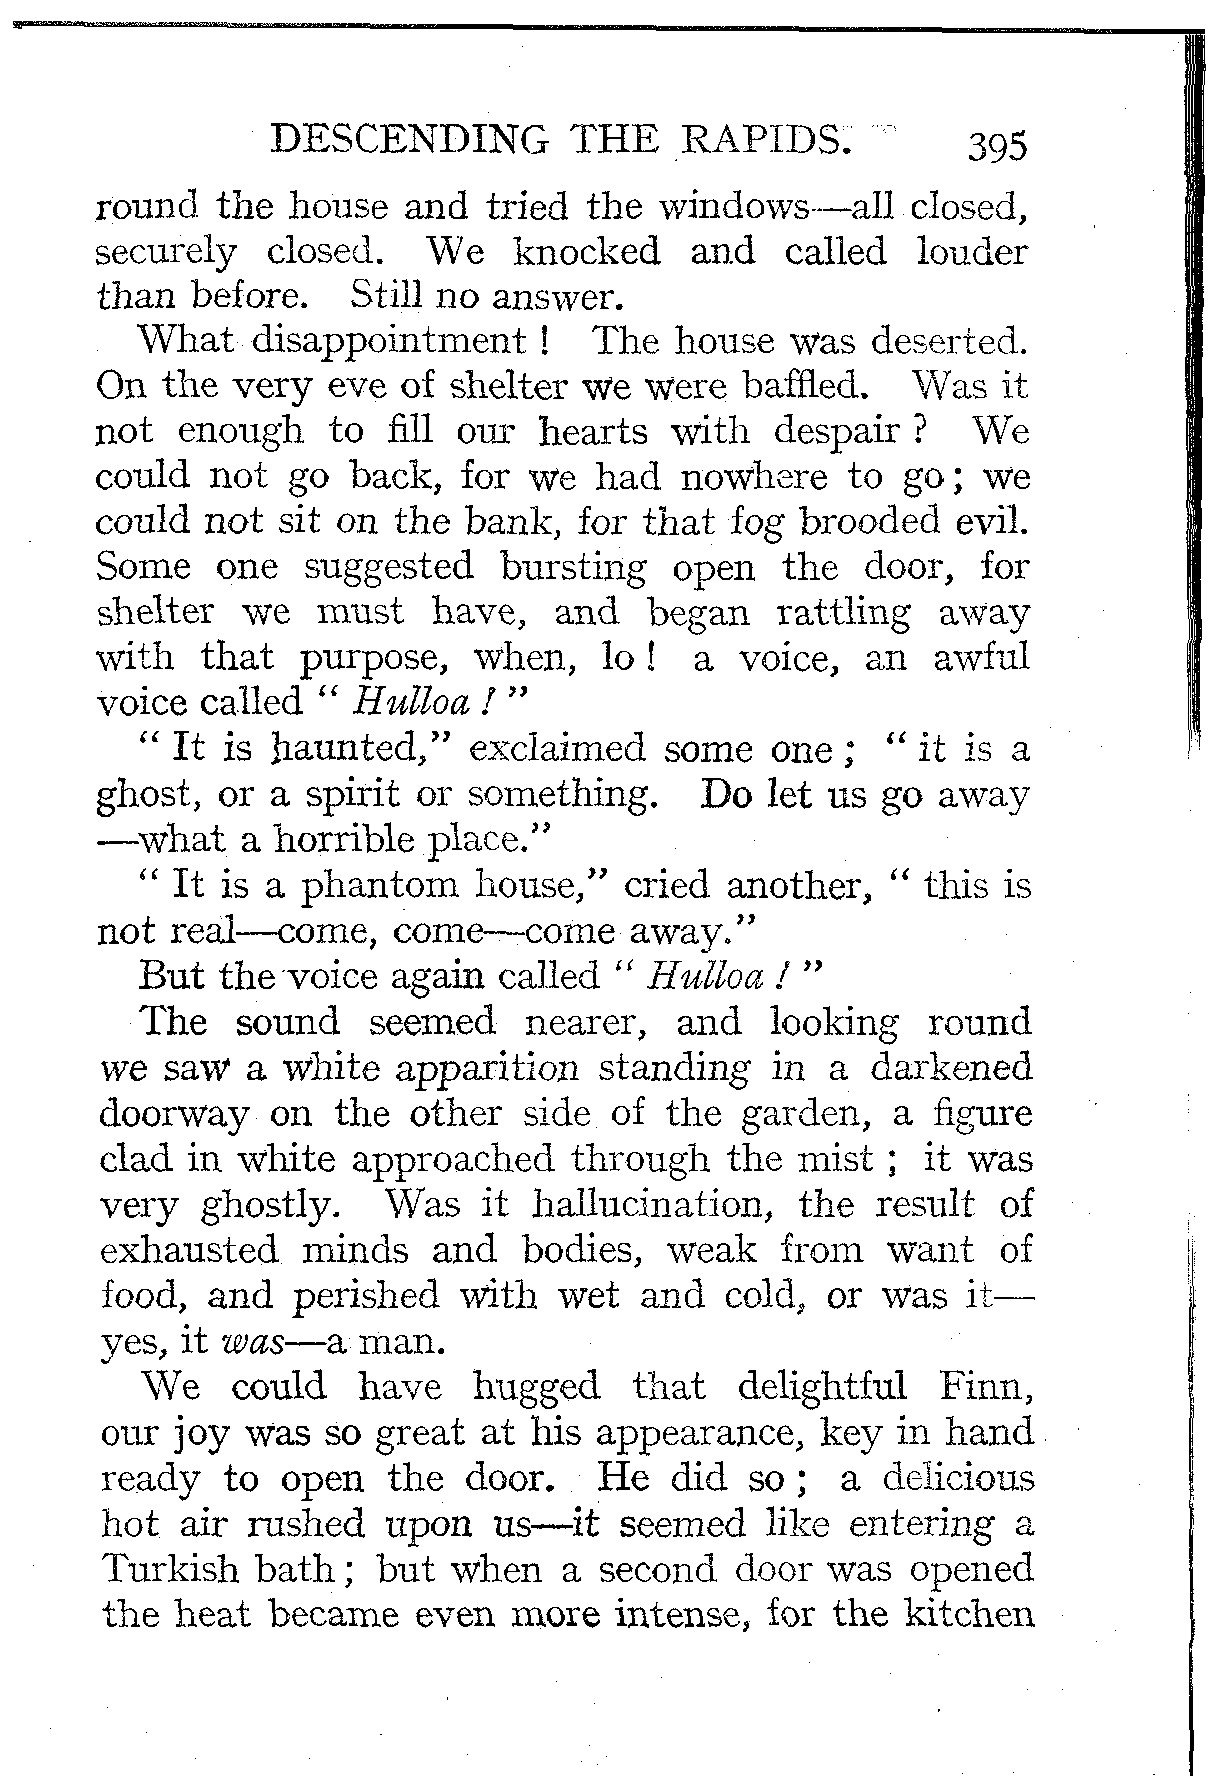 DESCENDING THE RAPIDS. 395
round the house and tried the windows—all closed,
securely closed. We knocked and called louder
than before. Still no answer.
What disappointment ! The house was deserted.
On the very eve of shelter we were baffled. Was it
not enough to fill our hearts with despair ? We
could not go back, for we had nowhere to go ; we
could not sit on the bank, for that fog brooded evil.
Some one suggested bursting open the door, for
shelter we must have, and began rattling away
with that purpose, when, lo ! a voice, an awful
voice called “ Hulloa ! ”
“ It is haunted,” exclaimed some one ; “ it is a
ghost, or a spirit or something. Do let us go away
—what a horrible place.”
“ It is a phantom house,” cried another, “ this is
not real—come, come—come away.”
But the voice again called “ Hulloa ! ”
The sound seemed nearer, and looking round
we saw a white apparition standing in a darkened
doorway on the other side of the garden, a figure
clad in white approached through the mist ; it was
very ghostly. Was it hallucination, the result of
exhausted minds and bodies, weak from want of
food, and perished with wet and cold, or was it—
yes, it was—a man.
We could have hugged that delightful Finn,
our joy was so great at his appearance, key in hand
ready to open the door. He did so ; a delicious
hot air rushed upon us—it seemed like entering a
Turkish bath ; but when a second door was opened
the heat became even more intense, for the kitchen